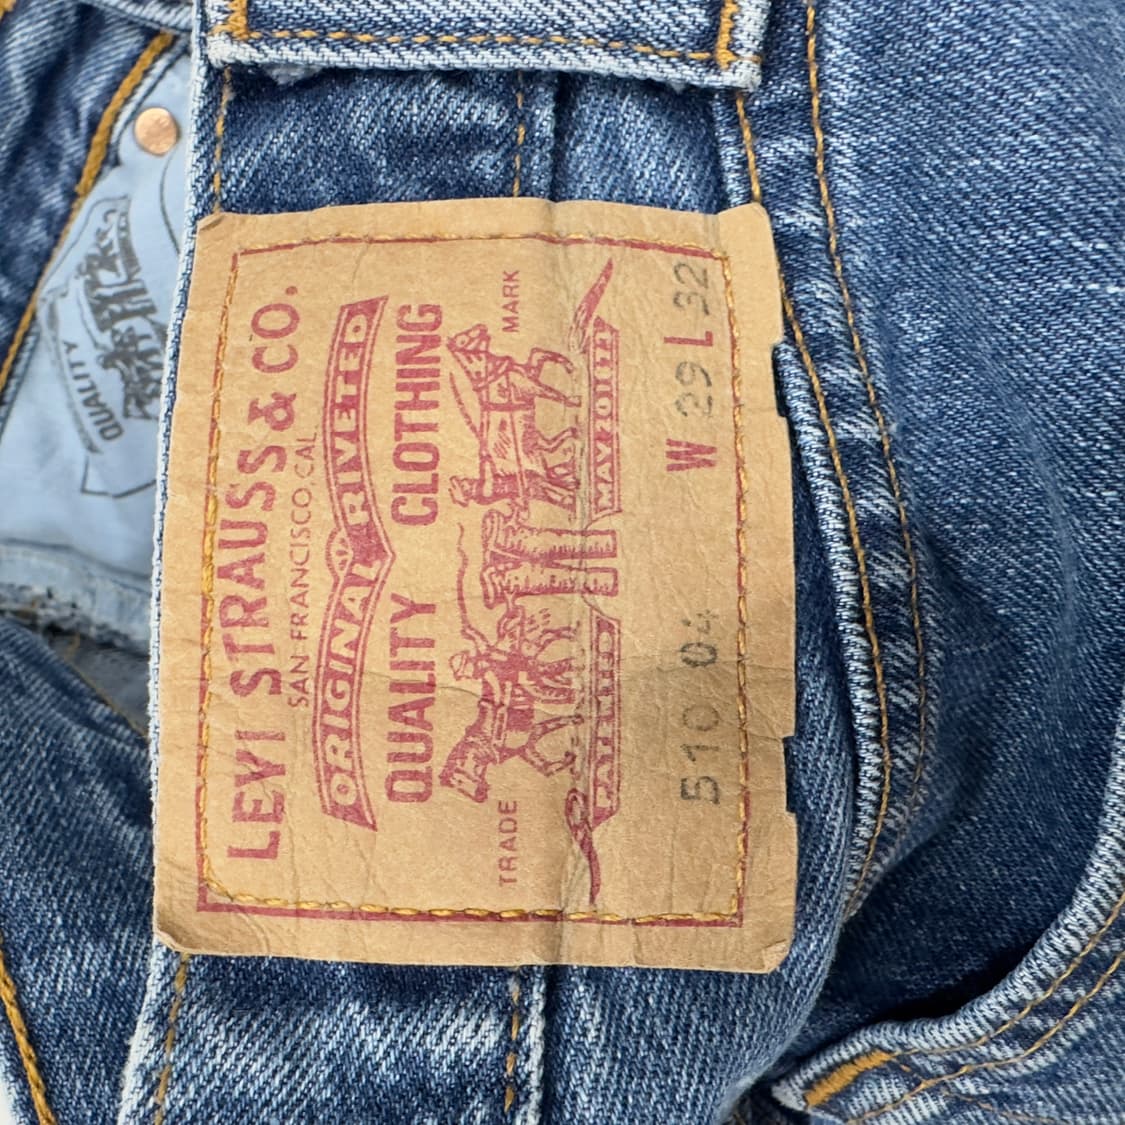 LEVI STRAUSS & CO.
SAN FRANCISCO, CAL.
ORIGINAL RIVETED
QUALITY CLOTHING
TRADE MARK
PATENTED MAY 20 1873
510 04 W 29 L 32
QUALITY